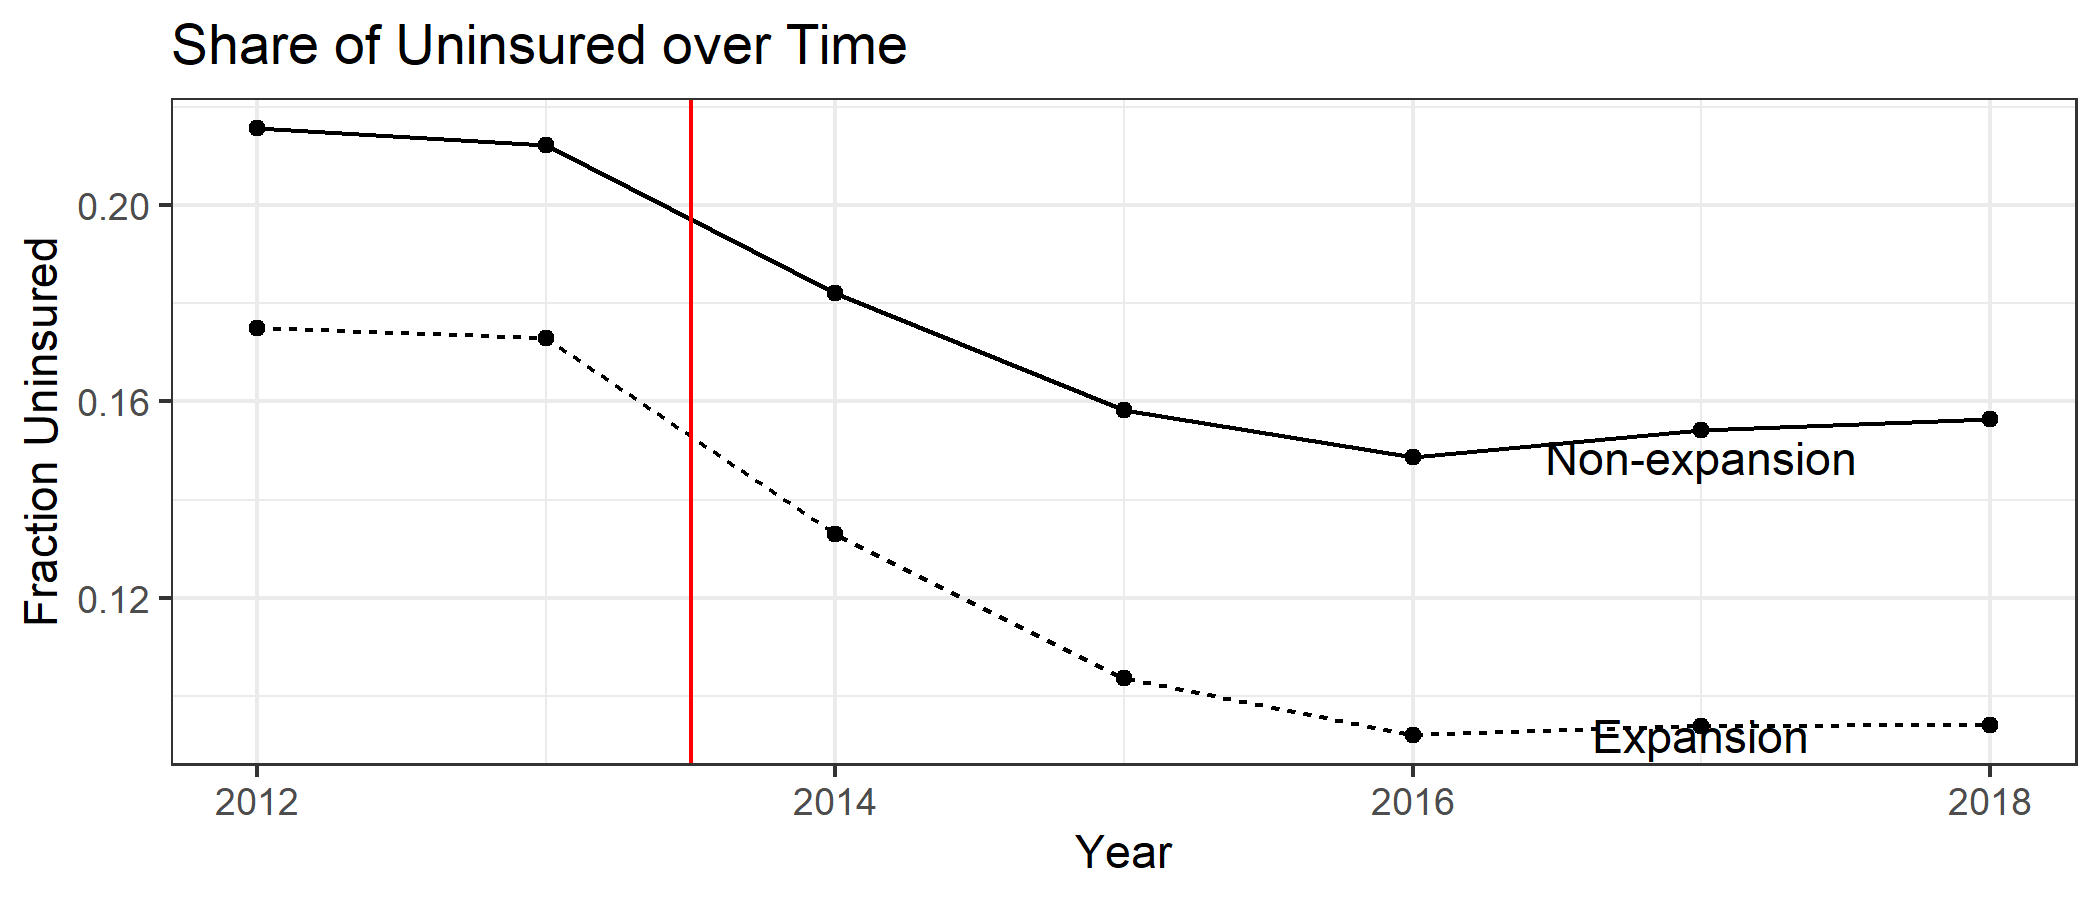 Share of Uninsured over Time
Fraction Uninsured
0.20
0.16
0.12
Non-expansion
Expansion
2012 2014 2016 2018
Year